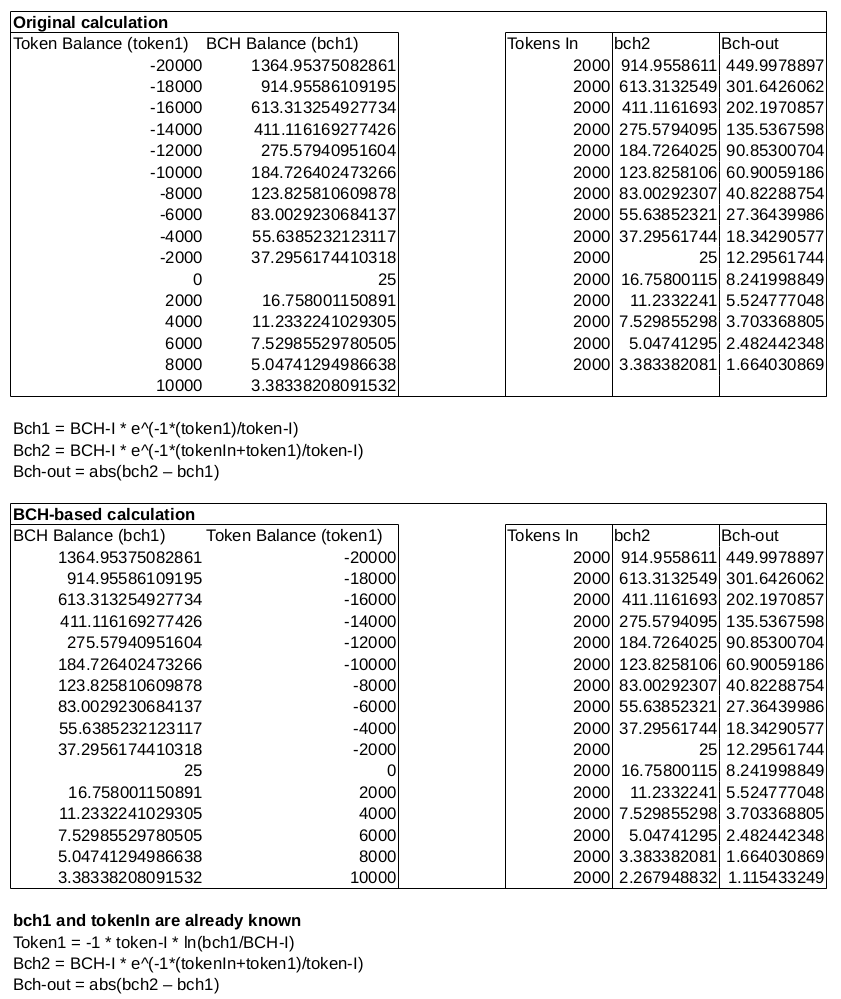 Original calculation
Token Balance (token1) BCH Balance (bch1) Tokens In bch2 Bch-out
-20000 1364.95375082861 2000 914.9558611 449.9978897
-18000 914.95586109195 2000 613.3132549 301.6426062
-16000 613.313254927734 2000 411.1161693 202.1970857
-14000 411.116169277426 2000 275.5794095 135.5367598
-12000 275.57940951604 2000 184.7264025 90.85300704
-10000 184.726402473266 2000 123.8258106 60.90059186
-8000 123.825810609878 2000 83.00292307 40.82288754
-6000 83.0029230684137 2000 55.63852321 27.36439986
-4000 55.6385232123117 2000 37.29561744 18.34290577
-2000 37.2956174410318 2000 25 12.29561744
0 25 2000 16.75800115 8.241998849
2000 16.758001150891 2000 11.2332241 5.524777048
4000 11.2332241029305 2000 7.529855298 3.703368805
6000 7.52985529780505 2000 5.04741295 2.482442348
8000 5.04741294986638 2000 3.383382081 1.664030869
10000 3.38338208091532
Bch1 = BCH-I * e^(-1*(token1)/token-I)
Bch2 = BCH-I * e^(-1*(tokenIn+token1)/token-I)
Bch-out = abs(bch2 – bch1)
BCH-based calculation
BCH Balance (bch1) Token Balance (token1) Tokens In bch2 Bch-out
1364.95375082861 -20000 2000 914.9558611 449.9978897
914.95586109195 -18000 2000 613.3132549 301.6426062
613.313254927734 -16000 2000 411.1161693 202.1970857
411.116169277426 -14000 2000 275.5794095 135.5367598
275.57940951604 -12000 2000 184.7264025 90.85300704
184.726402473266 -10000 2000 123.8258106 60.90059186
123.825810609878 -8000 2000 83.00292307 40.82288754
83.0029230684137 -6000 2000 55.63852321 27.36439986
55.6385232123117 -4000 2000 37.29561744 18.34290577
37.2956174410318 -2000 2000 25 12.29561744
25 0 2000 16.75800115 8.241998849
16.758001150891 2000 2000 11.2332241 5.524777048
11.2332241029305 4000 2000 7.529855298 3.703368805
7.52985529780505 6000 2000 5.04741295 2.482442348
5.04741294986638 8000 2000 3.383382081 1.664030869
3.38338208091532 10000 2000 2.267948832 1.115433249
bch1 and tokenIn are already known
Token1 = -1 * token-I * ln(bch1/BCH-I)
Bch2 = BCH-I * e^(-1*(tokenIn+token1)/token-I)
Bch-out = abs(bch2 – bch1)